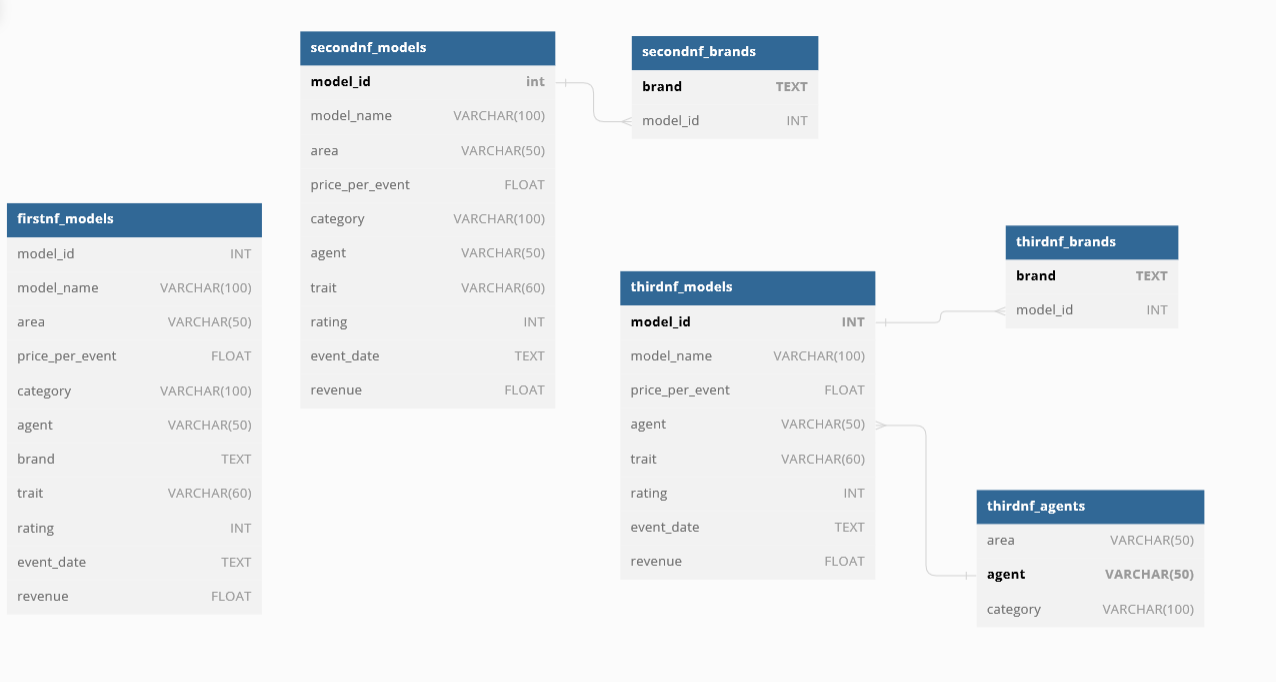 firstnf_models
model_id INT
model_name VARCHAR(100)
area VARCHAR(50)
price_per_event FLOAT
category VARCHAR(100)
agent VARCHAR(50)
brand TEXT
trait VARCHAR(60)
rating INT
event_date TEXT
revenue FLOAT
secondnf_models
model_id int
model_name VARCHAR(100)
area VARCHAR(50)
price_per_event FLOAT
category VARCHAR(100)
agent VARCHAR(50)
trait VARCHAR(60)
rating INT
event_date TEXT
revenue FLOAT
secondnf_brands
brand TEXT
model_id INT
thirdnf_models
model_id INT
model_name VARCHAR(100)
price_per_event FLOAT
agent VARCHAR(50)
trait VARCHAR(60)
rating INT
event_date TEXT
revenue FLOAT
thirdnf_brands
brand TEXT
model_id INT
thirdnf_agents
area VARCHAR(50)
agent VARCHAR(50)
category VARCHAR(100)